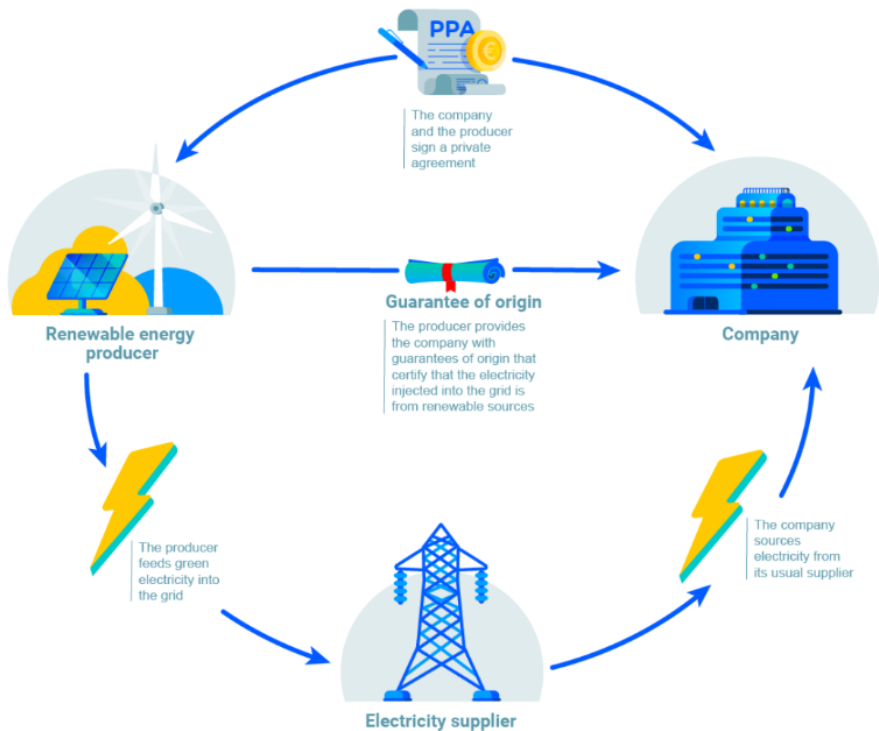 PPA
€
The company
and the producer
sign a private
agreement
Guarantee of origin
The producer provides
the company with
guarantees of origin that
certify that the electricity
injected into the grid is
from renewable sources
Renewable energy
producer
Company
The producer
feeds green
electricity into
the grid
The company
sources
electricity from
its usual supplier
Electricity supplier